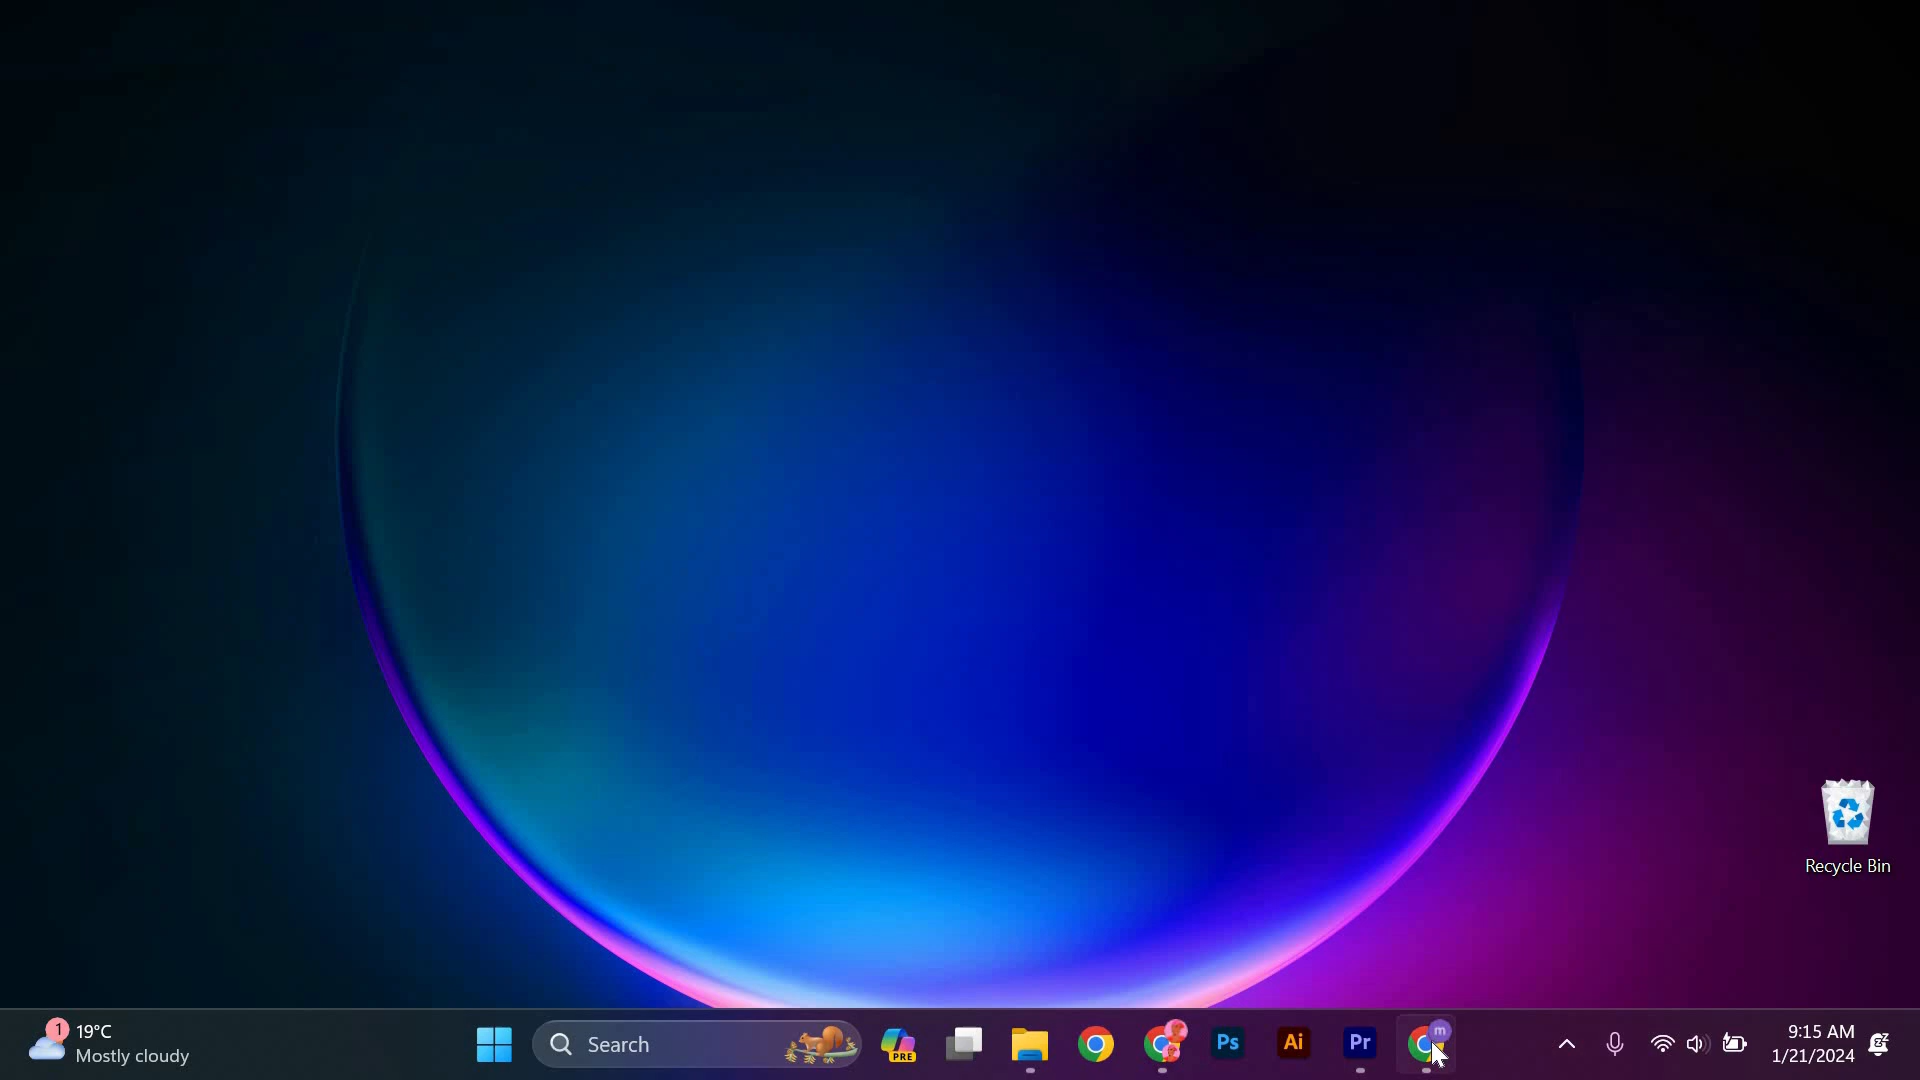 Recycle Bin
1
19°C
Mostly cloudy
Search
PRE
Ps
Ai
Pr
m
9:15 AM
1/21/2024